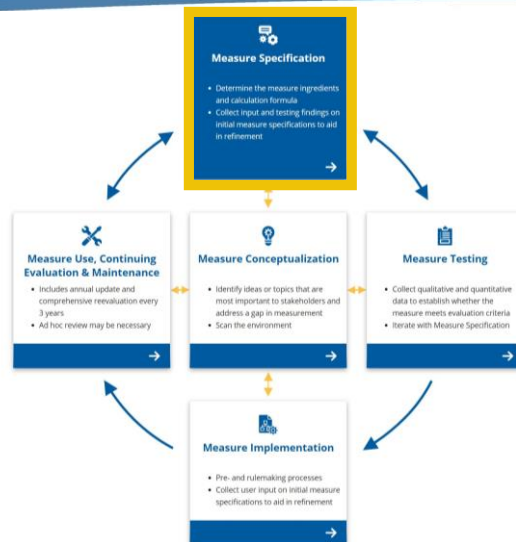 Measure Specification
• Determine the measure ingredients
and calculation formula
• Collect input and testing findings on
initial measure specifications to aid
in refinement
Measure Use, Continuing
Evaluation & Maintenance
• Includes annual update and
comprehensive reevaluation every
3 years
• Ad hoc review may be necessary
Measure Conceptualization
• Identify ideas or topics that are
most important to stakeholders and
address a gap in measurement
• Scan the environment
Measure Testing
• Collect qualitative and quantitative
data to establish whether the
measure meets evaluation criteria
• Iterate with Measure Specification
Measure Implementation
• Pre- and rulemaking processes
• Collect user input on initial measure
specifications to aid in refinement